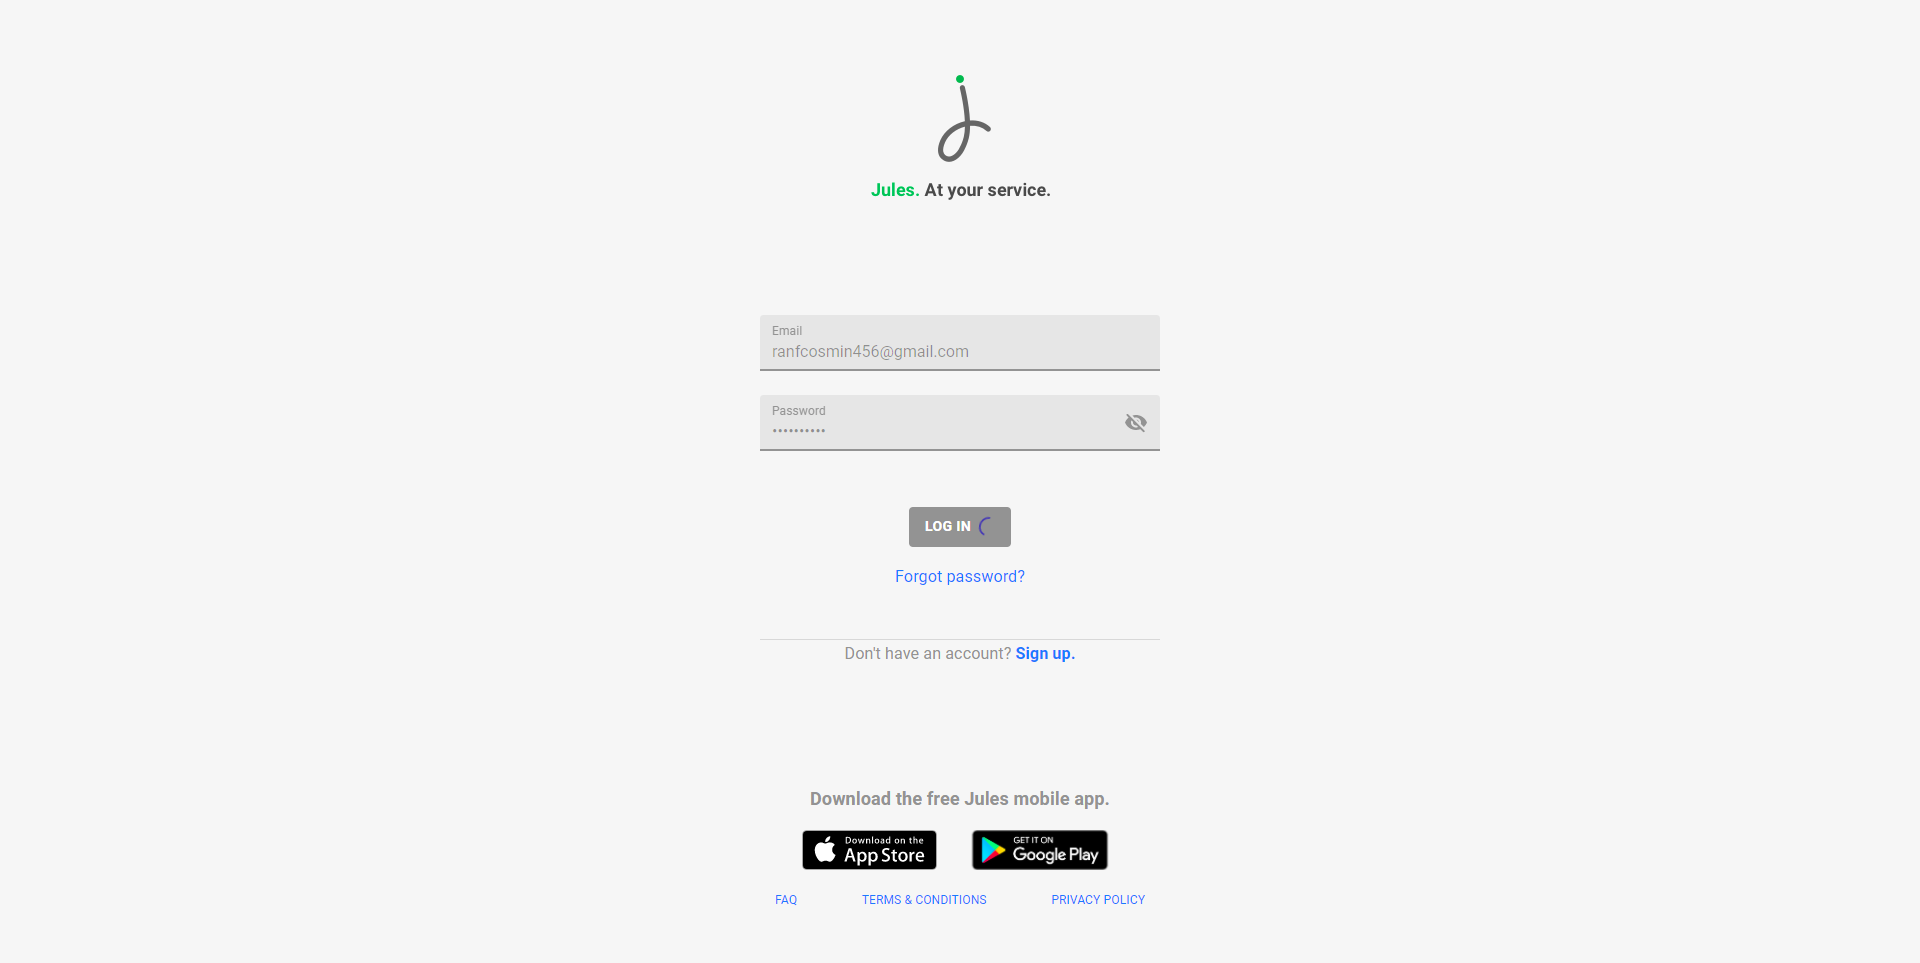 Jules. At your service.
Email
ranfcosmin456@gmail.com
Password
••••••••••
LOG IN
Forgot password?
Don't have an account? Sign up.
Download the free Jules mobile app.
Download on the
App Store
GET IT ON
Google Play
FAQ
TERMS & CONDITIONS
PRIVACY POLICY